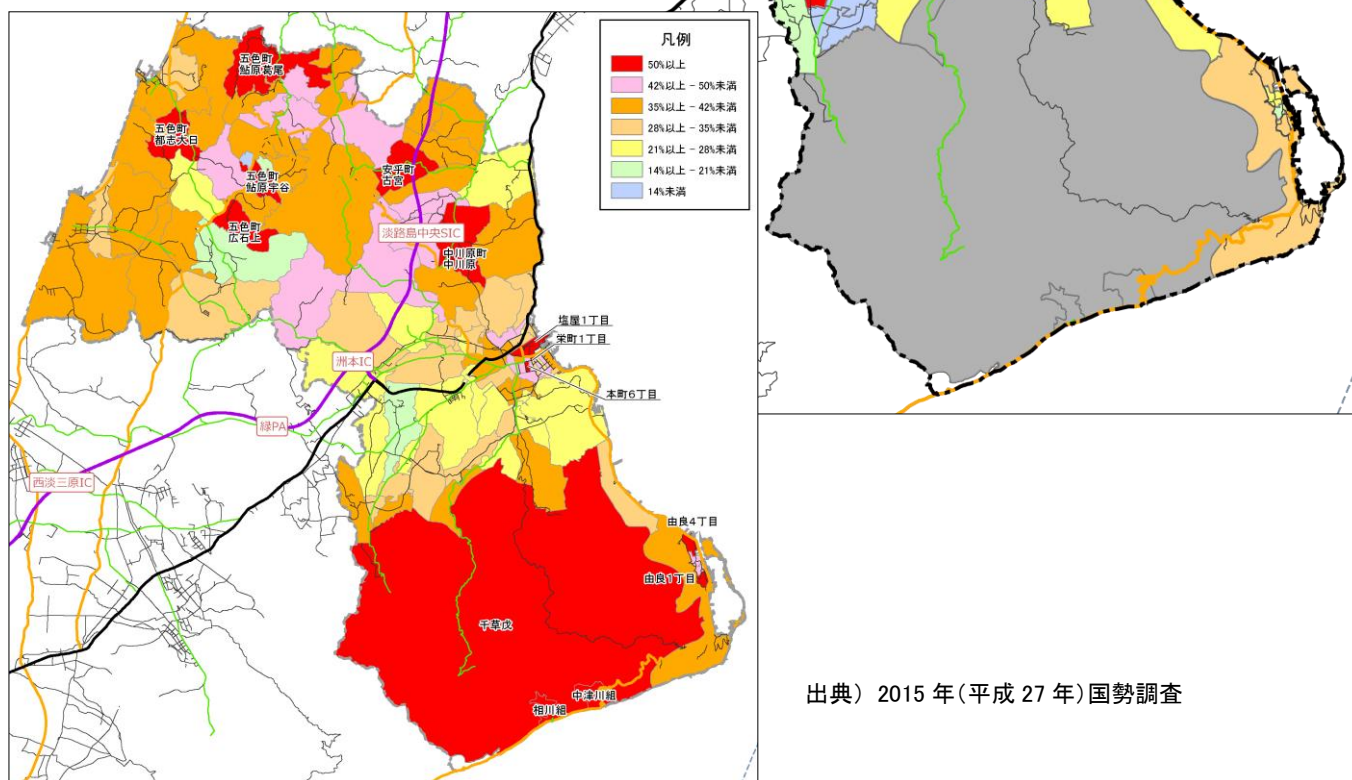 凡例
50%以上
42%以上 - 50%未満
35%以上 - 42%未満
28%以上 - 35%未満
21%以上 - 28%未満
14%以上 - 21%未満
14%未満
五色町
鮎原葛尾
五色町
都志大日
五色町
鮎原宇谷
安平町
古宮
五色町
広石上
淡路島中央SIC
中川原町
中川原
塩屋1丁目
栄町1丁目
洲本IC
本町6丁目
緑PA
西淡三原IC
由良4丁目
由良1丁目
千草戊
中津川組
相川組
出典) 2015 年(平成 27 年)国勢調査